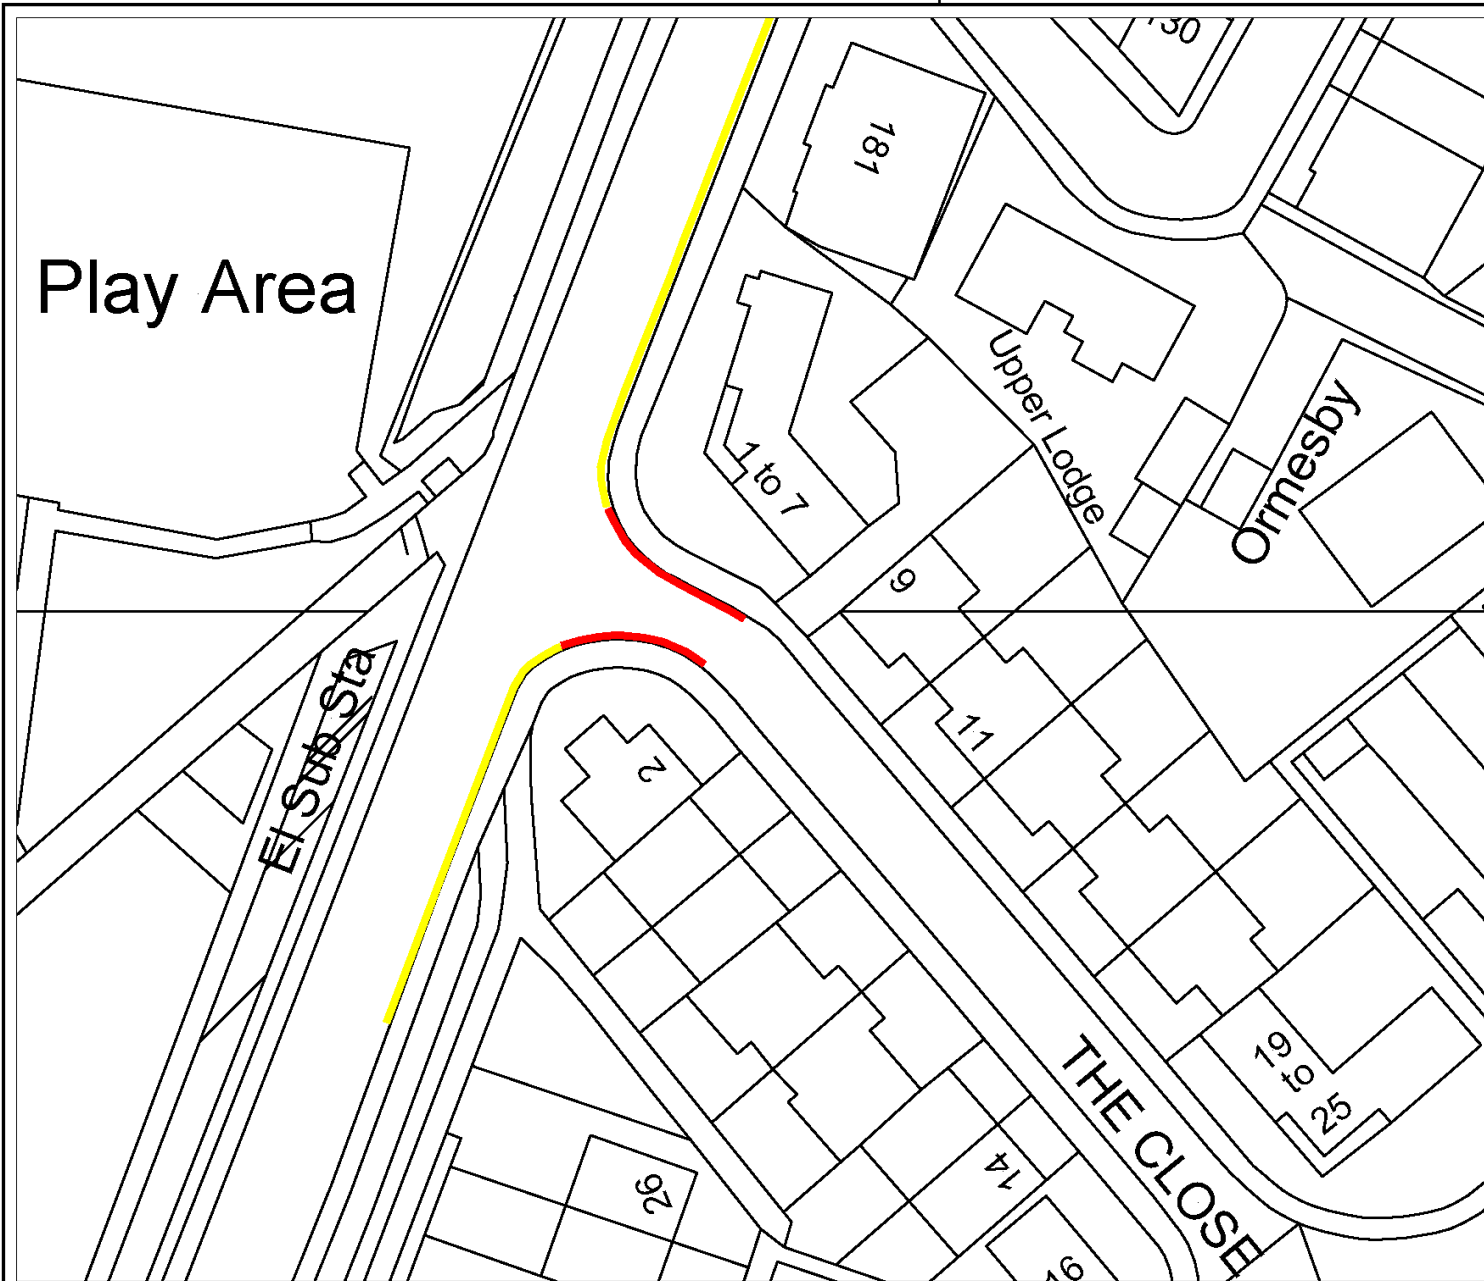 130
181
Play Area
Upper Lodge
Ormesby
1 to 7
9
El Sub Sta
11
2
19
to
25
THE CLOSE
14
26
16